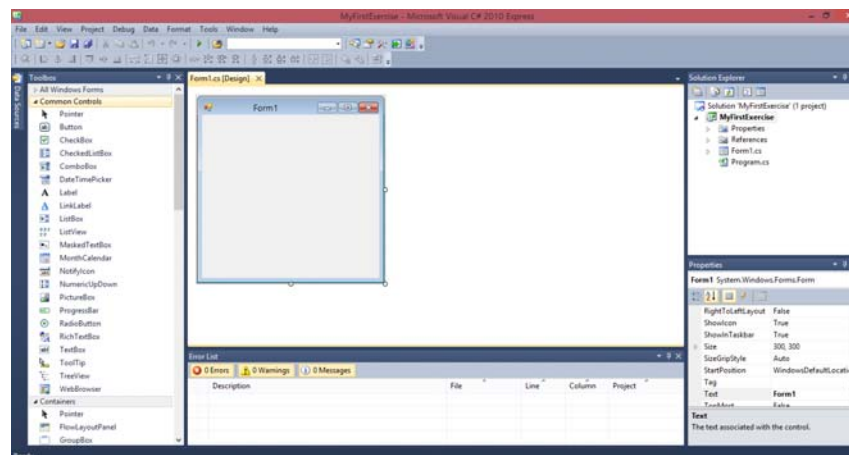 MyFirstExercise - Microsoft Visual C# 2010 Express
File Edit View Project Debug Data Format Tools Window Help
Toolbox
All Windows Forms
Common Controls
Pointer
Button
CheckBox
CheckedListBox
ComboBox
DateTimePicker
Label
LinkLabel
ListBox
ListView
MaskedTextBox
MonthCalendar
NotifyIcon
NumericUpDown
PictureBox
ProgressBar
RadioButton
RichTextBox
TextBox
ToolTip
TreeView
WebBrowser
Containers
Pointer
FlowLayoutPanel
GroupBox
Data Sources
Form1.cs [Design]
Form1
Error List
0 Errors 0 Warnings 0 Messages
Description File Line Column Project
Solution Explorer
Solution 'MyFirstExercise' (1 project)
MyFirstExercise
Properties
References
Form1.cs
Program.cs
Properties
Form1 System.Windows.Forms.Form
RightToLeftLayout False
ShowIcon True
ShowInTaskbar True
Size 300, 300
SizeGripStyle Auto
StartPosition WindowsDefaultLocati
Tag
Text Form1
TopMost False
Text
The text associated with the control.